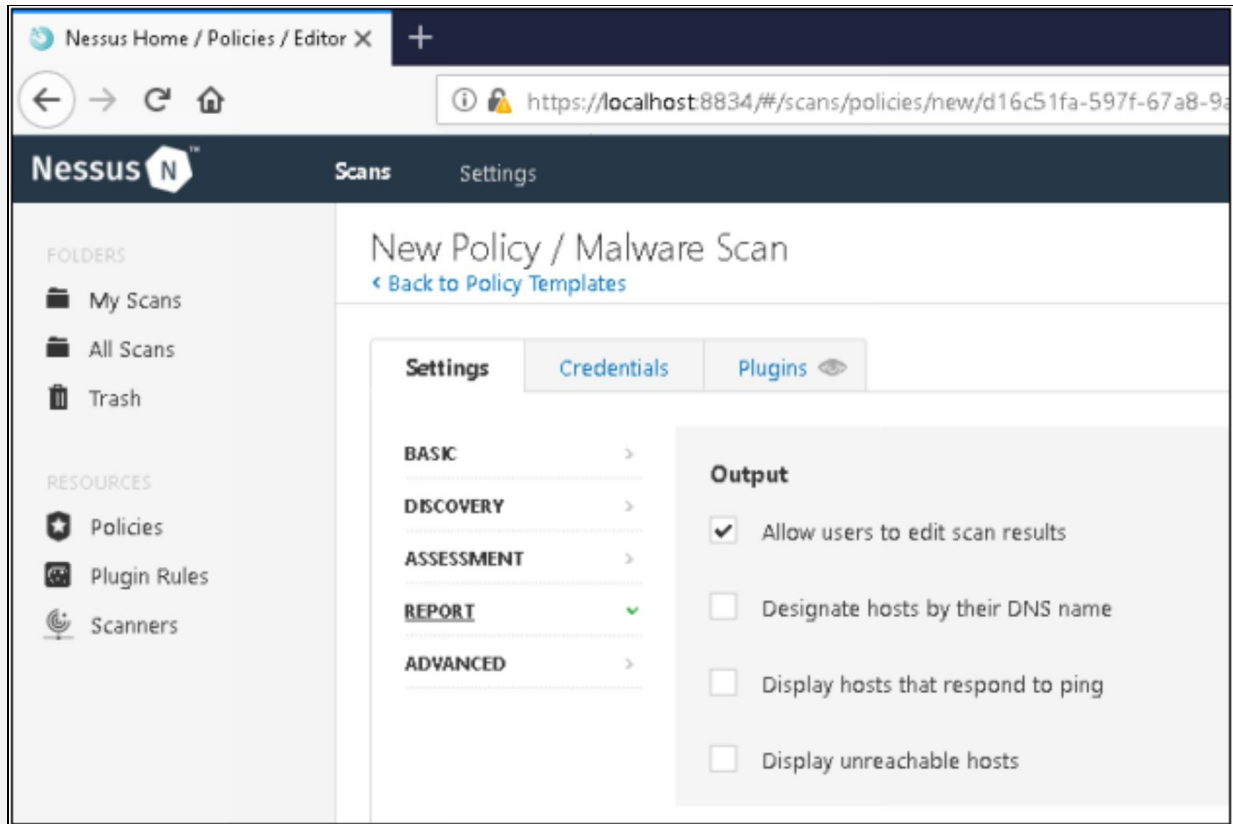 Nessus Home / Policies / Editor
https://localhost:8834/#/scans/policies/new/d16c51fa-597f-67a8-9
Nessus N ™
Scans Settings
FOLDERS
My Scans
All Scans
Trash
RESOURCES
Policies
Plugin Rules
Scanners
New Policy / Malware Scan
Back to Policy Templates
Settings Credentials Plugins
BASIC
DISCOVERY
ASSESSMENT
REPORT
ADVANCED
Output
Allow users to edit scan results
Designate hosts by their DNS name
Display hosts that respond to ping
Display unreachable hosts